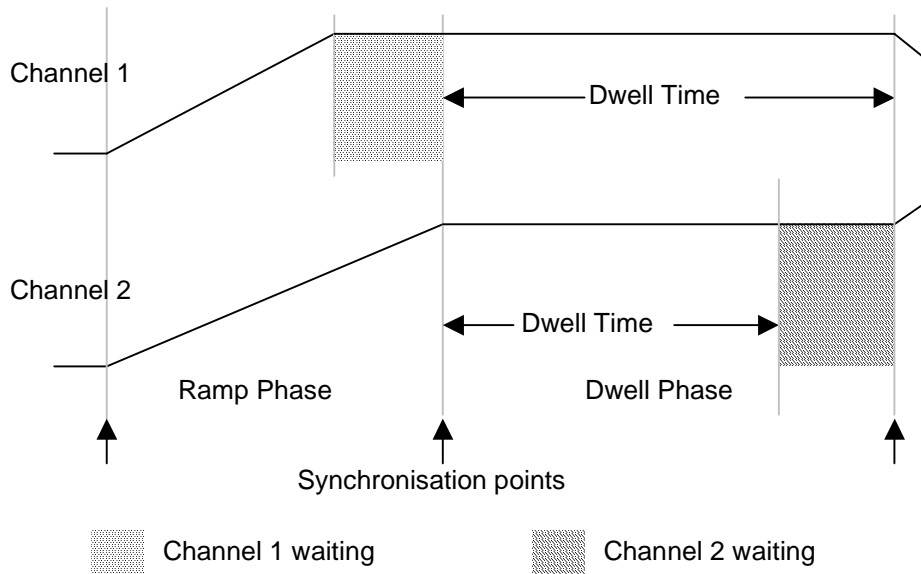 Channel 1
Dwell Time
Channel 2
Dwell Time
Ramp Phase
Dwell Phase
Synchronisation points
Channel 1 waiting
Channel 2 waiting